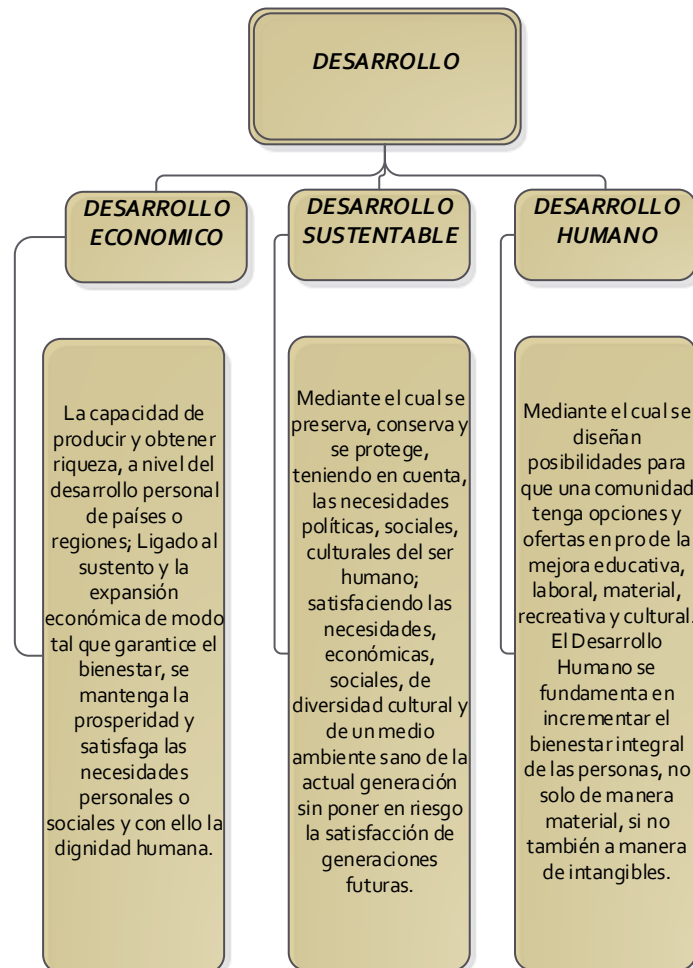 DESARROLLO
DESARROLLO
ECONOMICO
DESARROLLO
SUSTENTABLE
DESARROLLO
HUMANO
La capacidad de
producir y obtener
riqueza, a nivel del
desarrollo personal
de países o
regiones; Ligado al
sustento y la
expansión
económica de modo
tal que garantice el
bienestar, se
mantenga la
prosperidad y
satisfaga las
necesidades
personales o
sociales y con ello la
dignidad humana.
Mediante el cual se
preserva, conserva y
se protege,
teniendo en cuenta,
las necesidades
políticas, sociales,
culturales del ser
humano;
satisfaciendo las
necesidades,
económicas,
sociales, de
diversidad cultural y
de un medio
ambiente sano de la
actual generación
sin poner en riesgo
la satisfacción de
generaciones
futuras.
Mediante el cual se
diseñan
posibilidades para
que una comunidad
tenga opciones y
ofertas en pro de la
mejora educativa,
laboral, material,
recreativa y cultural.
El Desarrollo
Humano se
fundamenta en
incrementar el
bienestar integral
de las personas, no
solo de manera
material, si no
también a manera
de intangibles.